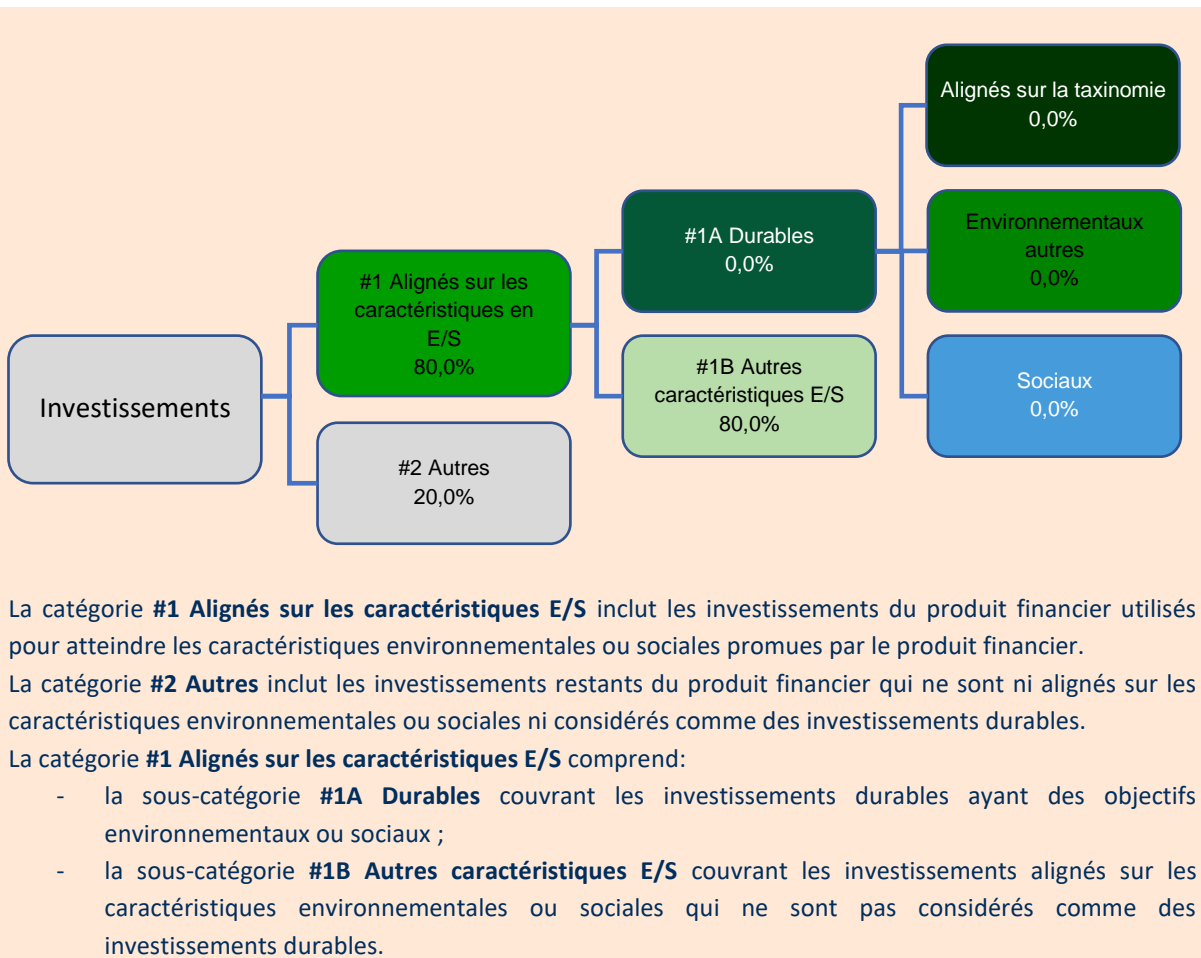 Alignés sur la taxinomie
0,0%
#1A Durables
0,0%
Environnementaux
autres
0,0%
#1 Alignés sur les
caractéristiques en
E/S
80,0%
#1B Autres
caractéristiques E/S
80,0%
Sociaux
0,0%
Investissements
#2 Autres
20,0%
La catégorie #1 Alignés sur les caractéristiques E/S inclut les investissements du produit financier utilisés
pour atteindre les caractéristiques environnementales ou sociales promues par le produit financier.
La catégorie #2 Autres inclut les investissements restants du produit financier qui ne sont ni alignés sur les
caractéristiques environnementales ou sociales ni considérés comme des investissements durables.
La catégorie #1 Alignés sur les caractéristiques E/S comprend:
- la sous-catégorie #1A Durables couvrant les investissements durables ayant des objectifs
environnementaux ou sociaux ;
- la sous-catégorie #1B Autres caractéristiques E/S couvrant les investissements alignés sur les
caractéristiques environnementales ou sociales qui ne sont pas considérés comme des
investissements durables.